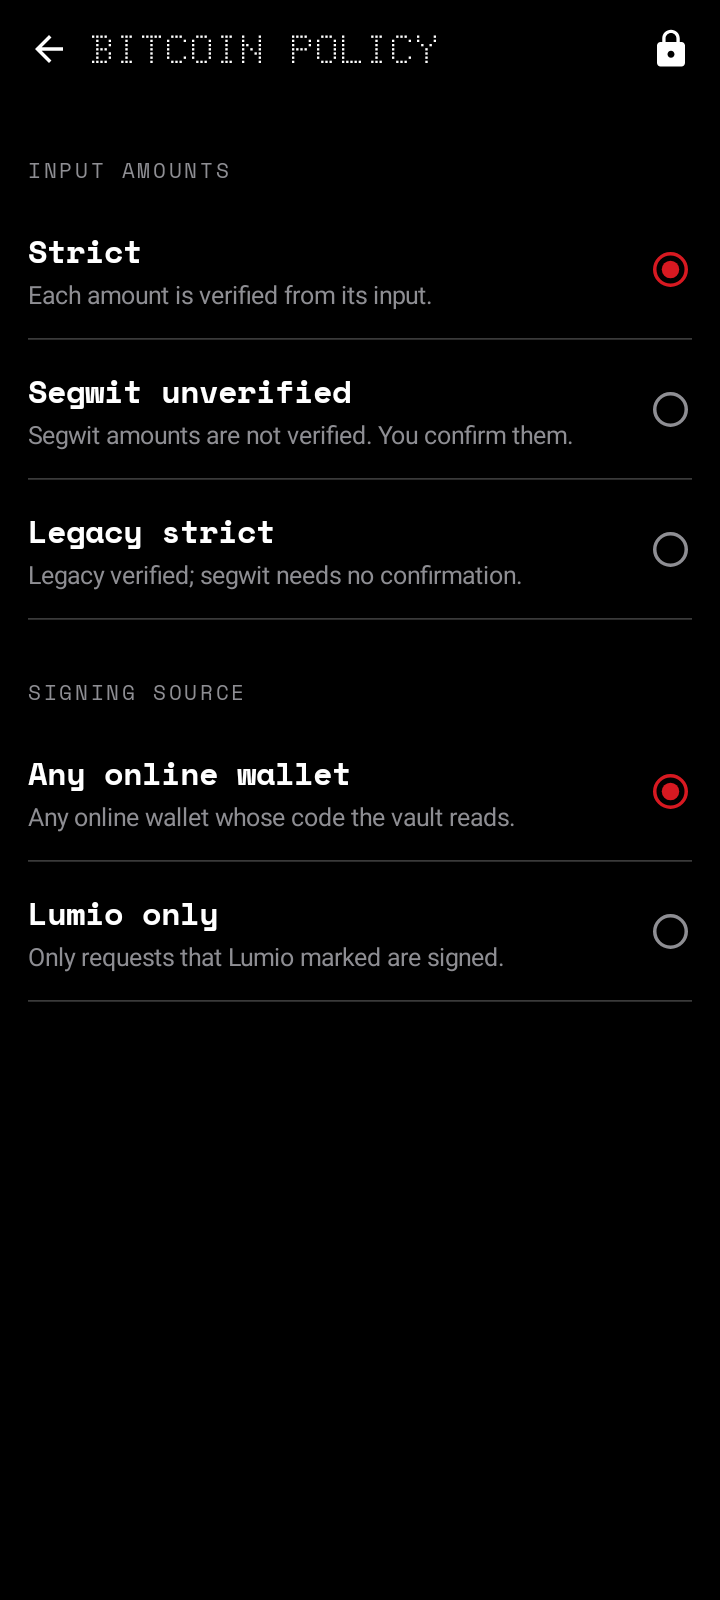 BITCOIN POLICY
INPUT AMOUNTS
Strict
Each amount is verified from its input.
Segwit unverified
Segwit amounts are not verified. You confirm them.
Legacy strict
Legacy verified; segwit needs no confirmation.
SIGNING SOURCE
Any online wallet
Any online wallet whose code the vault reads.
Lumio only
Only requests that Lumio marked are signed.